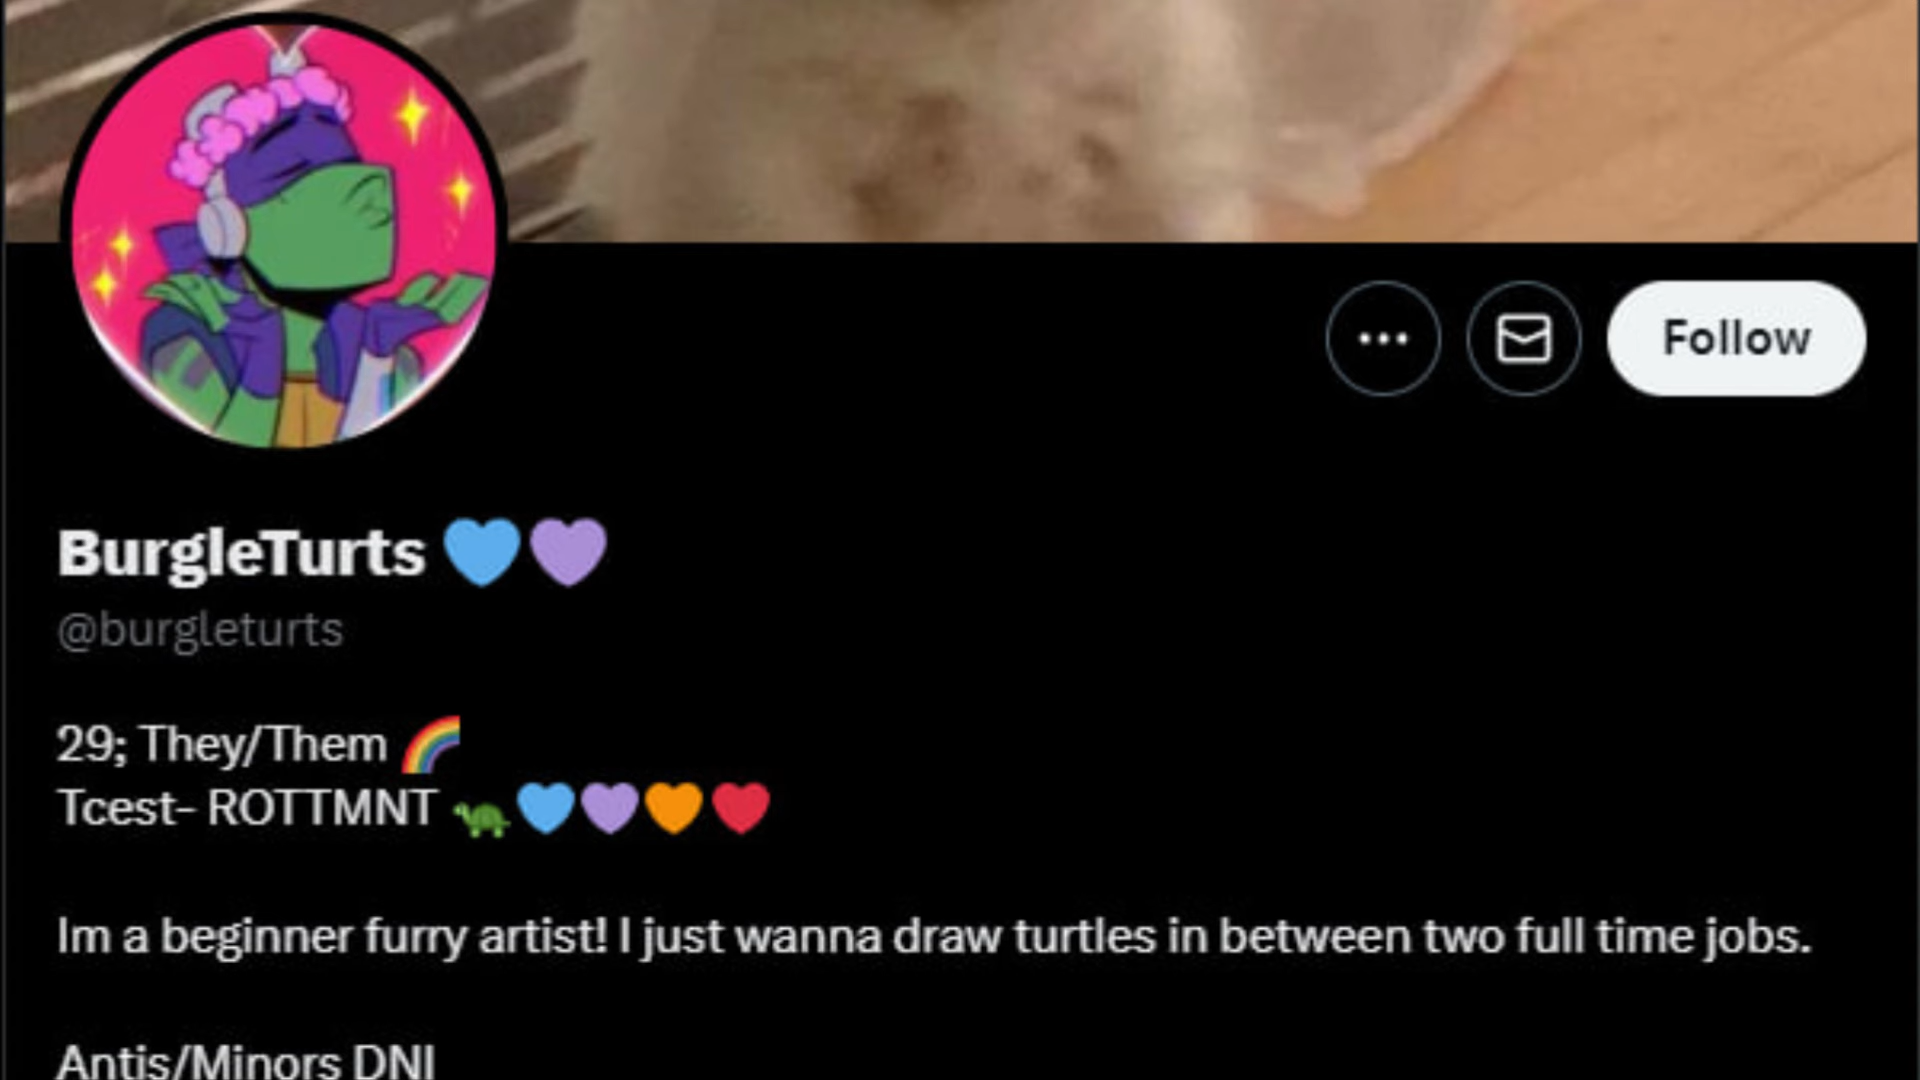 Follow
BurgleTurts 💙💜
@burgleturts
29; They/Them 🌈
Tcest- ROTTMNT 🐢💙💜🧡❤️
Im a beginner furry artist! I just wanna draw turtles in between two full time jobs.
Antis/Minors DNI